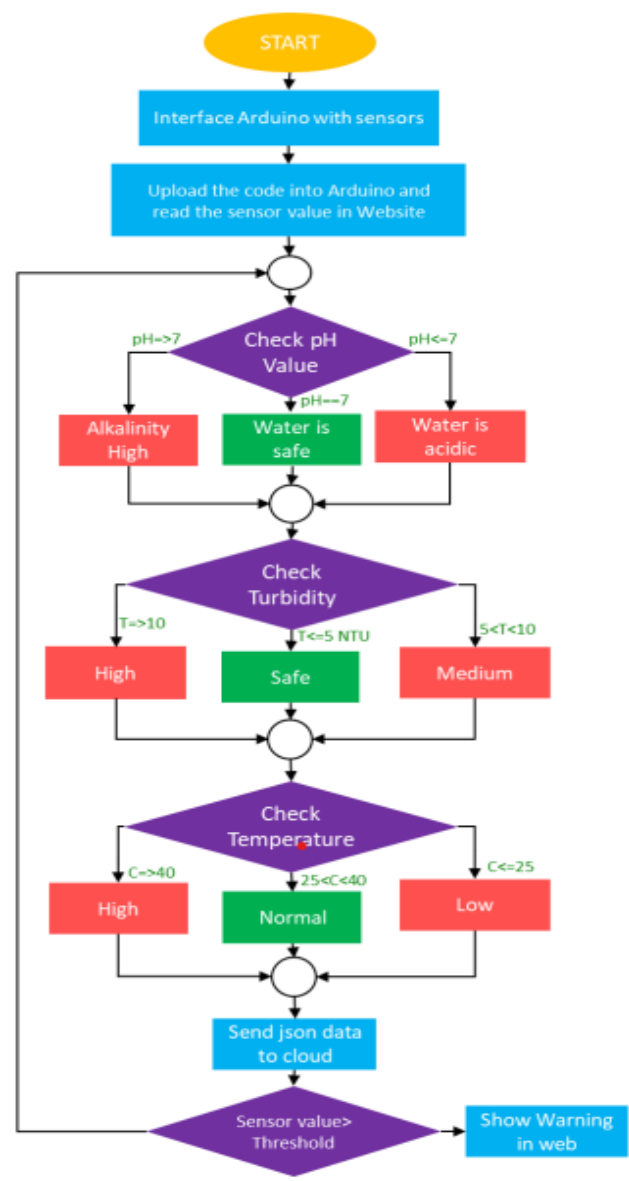 START
Interface Arduino with sensors
Upload the code into Arduino and
read the sensor value in Website
Check pH
Value
pH=>7
pH<=7
pH==7
Alkalinity
High
Water is
safe
Water is
acidic
Check
Turbidity
T=>10
T<=5 NTU
5<T<10
High
Safe
Medium
Check
Temperature
C=>40
25<C<40
C<=25
High
Normal
Low
Send json data
to cloud
Sensor value>
Threshold
Show Warning
in web